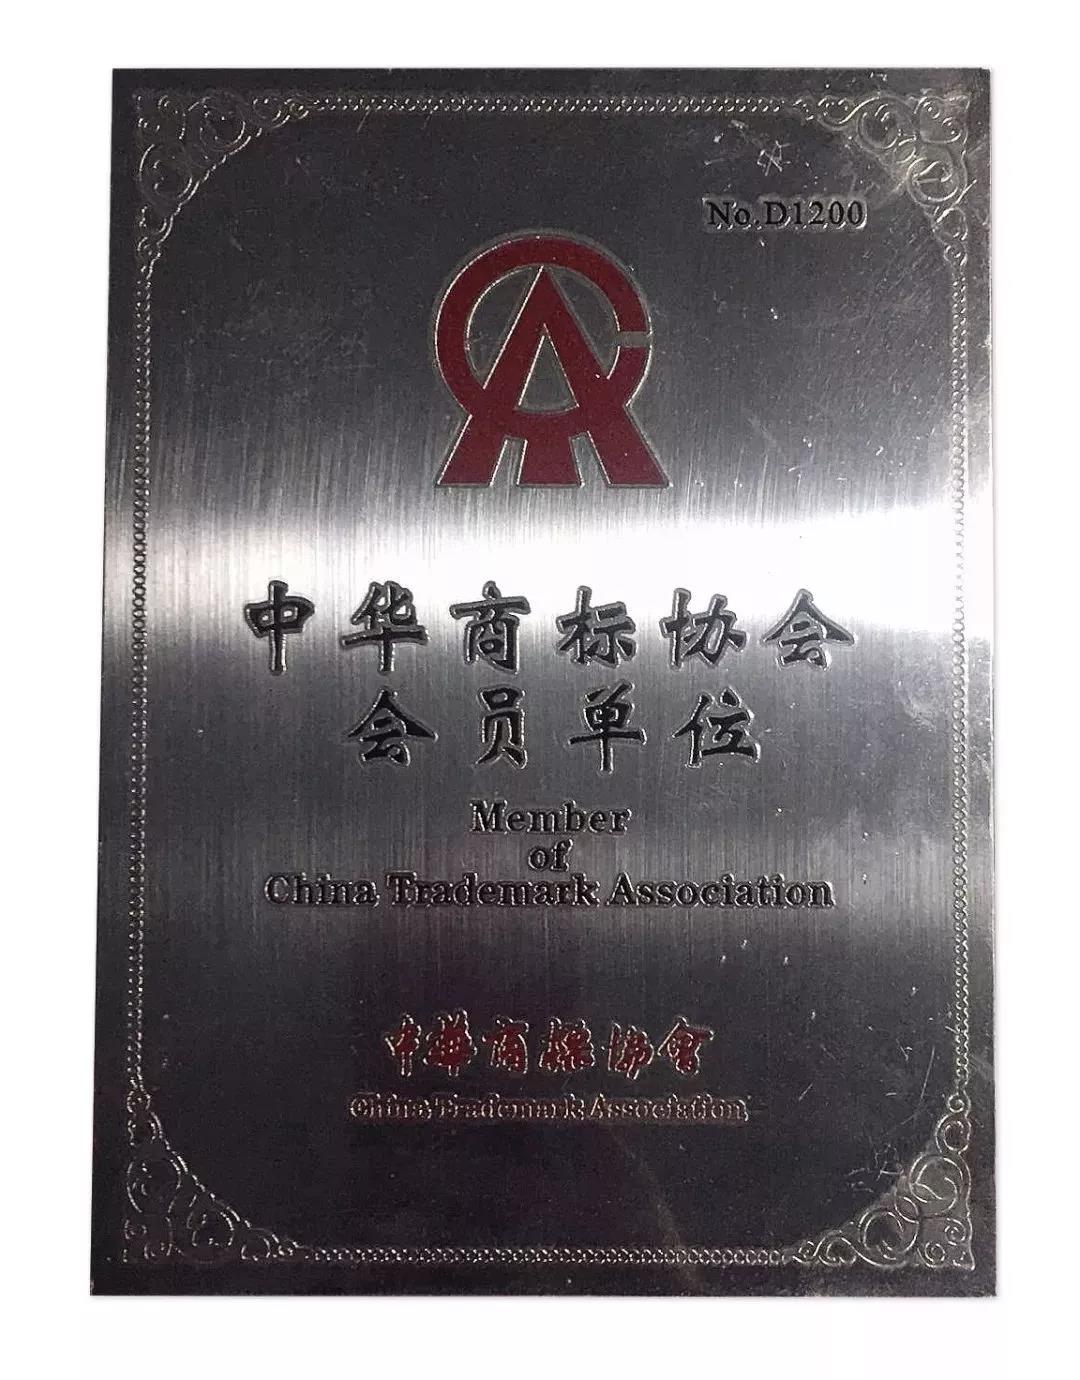 No.D1200
中华商标协会
会员单位
Member
of
China Trademark Association
中華商標協會
China Trademark Association